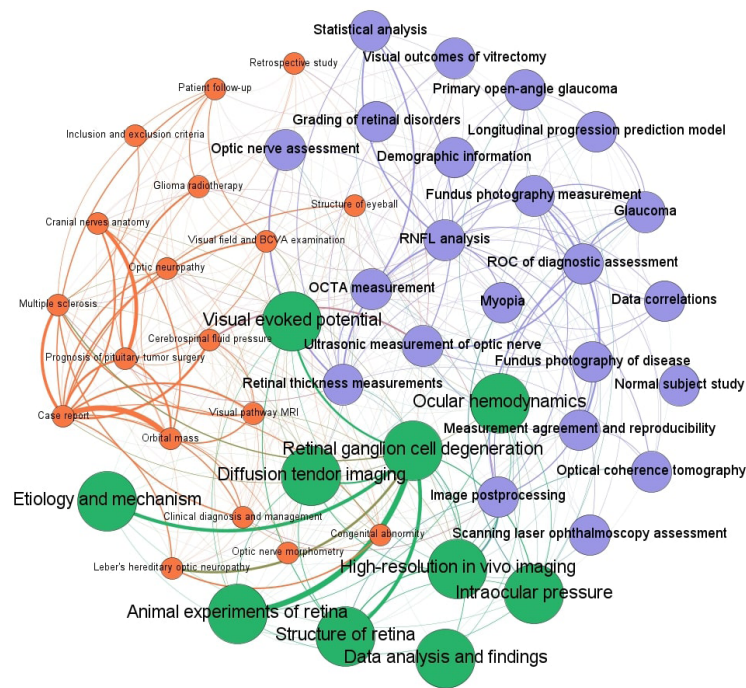 Statistical analysis
Visual outcomes of vitrectomy
Retrospective study
Patient follow-up
Primary open-angle glaucoma
Grading of retinal disorders
Longitudinal progression prediction model
Inclusion and exclusion criteria
Optic nerve assessment
Demographic information
Glioma radiotherapy
Fundus photography measurement
Structure of eyeball
Glaucoma
Cranial nerves anatomy
Visual field and BCVA examination
RNFL analysis
ROC of diagnostic assessment
Optic neuropathy
OCTA measurement
Myopia
Data correlations
Multiple sclerosis
Visual evoked potential
Cerebrospinal fluid pressure
Ultrasonic measurement of optic nerve
Prognosis of pituitary tumor surgery
Fundus photography of disease
Retinal thickness measurements
Normal subject study
Ocular hemodynamics
Case report
Visual pathway MRI
Measurement agreement and reproducibility
Orbital mass
Retinal ganglion cell degeneration
Diffusion tendor imaging
Optical coherence tomography
Etiology and mechanism
Image postprocessing
Clinical diagnosis and management
Congenital abnormity
Scanning laser ophthalmoscopy assessment
Optic nerve morphometry
Leber's hereditary optic neuropathy
High-resolution in vivo imaging
Intraocular pressure
Animal experiments of retina
Structure of retina
Data analysis and findings